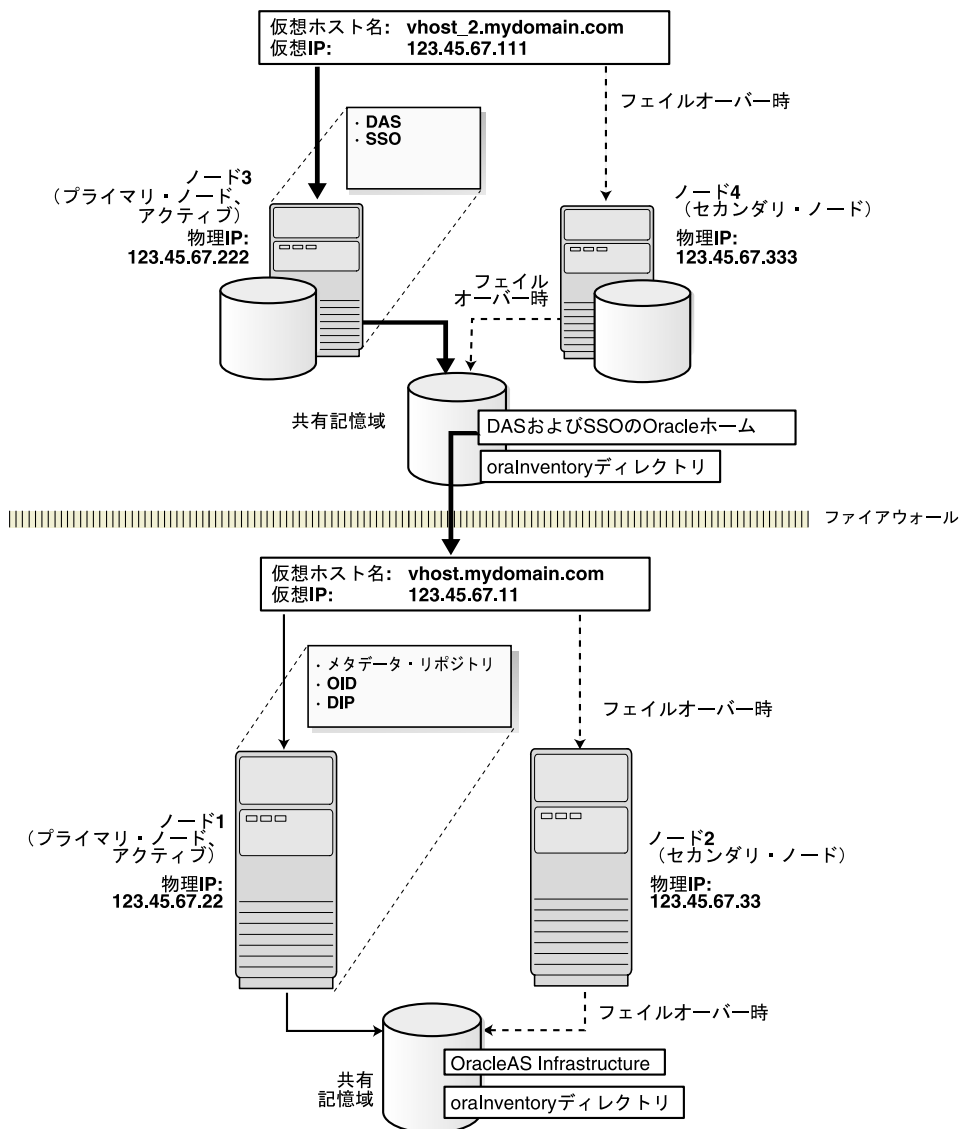 仮想ホスト名: vhost_2.mydomain.com
仮想IP: 123.45.67.111
フェイルオーバー時
・ DAS
・ SSO
ノード3
（プライマリ・ノード、
アクティブ）
物理IP:
123.45.67.222
ノード4
（セカンダリ・ノード）
物理IP:
123.45.67.333
フェイル
オーバー時
共有記憶域
DASおよびSSOのOracleホーム
oraInventoryディレクトリ
ファイアウォール
仮想ホスト名: vhost.mydomain.com
仮想IP: 123.45.67.11
・ メタデータ・リポジトリ
・ OID
・ DIP
フェイルオーバー時
ノード1
（プライマリ・ノード、
アクティブ）
物理IP:
123.45.67.22
ノード2
（セカンダリ・ノード）
物理IP:
123.45.67.33
フェイルオーバー時
共有
記憶域
OracleAS Infrastructure
oraInventoryディレクトリ